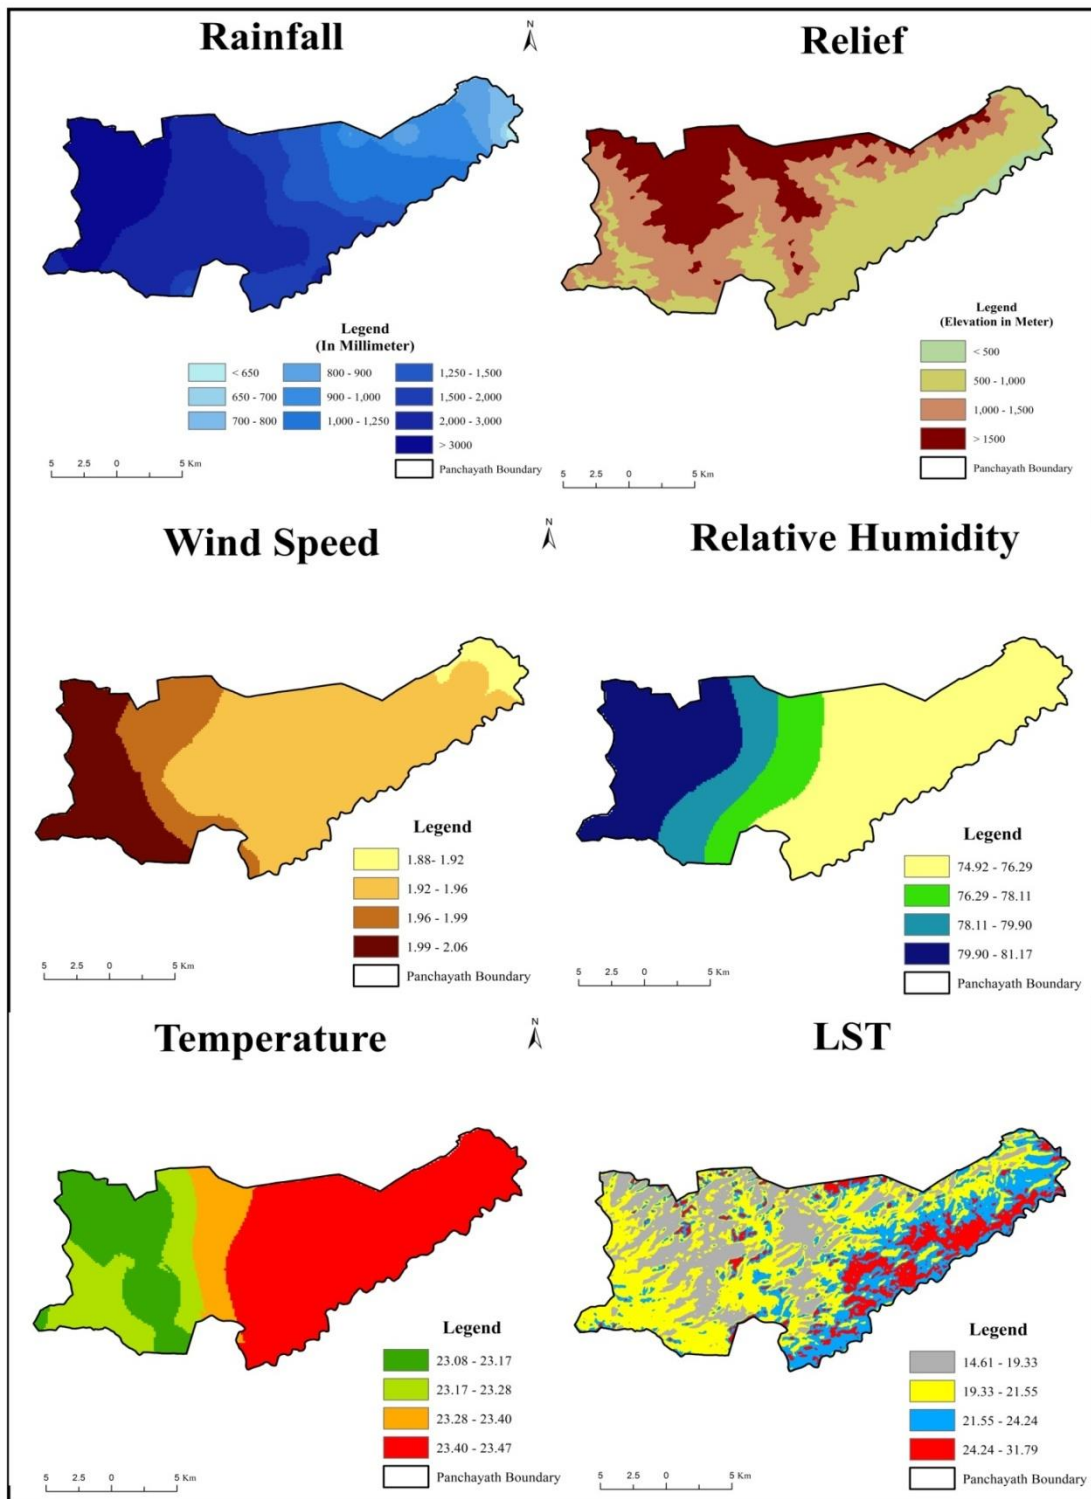 Rainfall
N
Relief
Legend
(In Millimeter)
< 650
800 - 900
1,250 - 1,500
650 - 700
900 - 1,000
1,500 - 2,000
700 - 800
1,000 - 1,250
2,000 - 3,000
> 3000
Panchayath Boundary
5 2.5 0 5 Km
Legend
(Elevation in Meter)
< 500
500 - 1,000
1,000 - 1,500
> 1500
Panchayath Boundary
5 2.5 0 5 Km
Wind Speed
N
Relative Humidity
Legend
1.88- 1.92
1.92 - 1.96
1.96 - 1.99
1.99 - 2.06
Panchayath Boundary
5 2.5 0 5 Km
Legend
74.92 - 76.29
76.29 - 78.11
78.11 - 79.90
79.90 - 81.17
Panchayath Boundary
5 2.5 0 5 Km
Temperature
N
LST
Legend
23.08 - 23.17
23.17 - 23.28
23.28 - 23.40
23.40 - 23.47
Panchayath Boundary
5 2.5 0 5 Km
Legend
14.61 - 19.33
19.33 - 21.55
21.55 - 24.24
24.24 - 31.79
Panchayath Boundary
5 2.5 0 5 Km